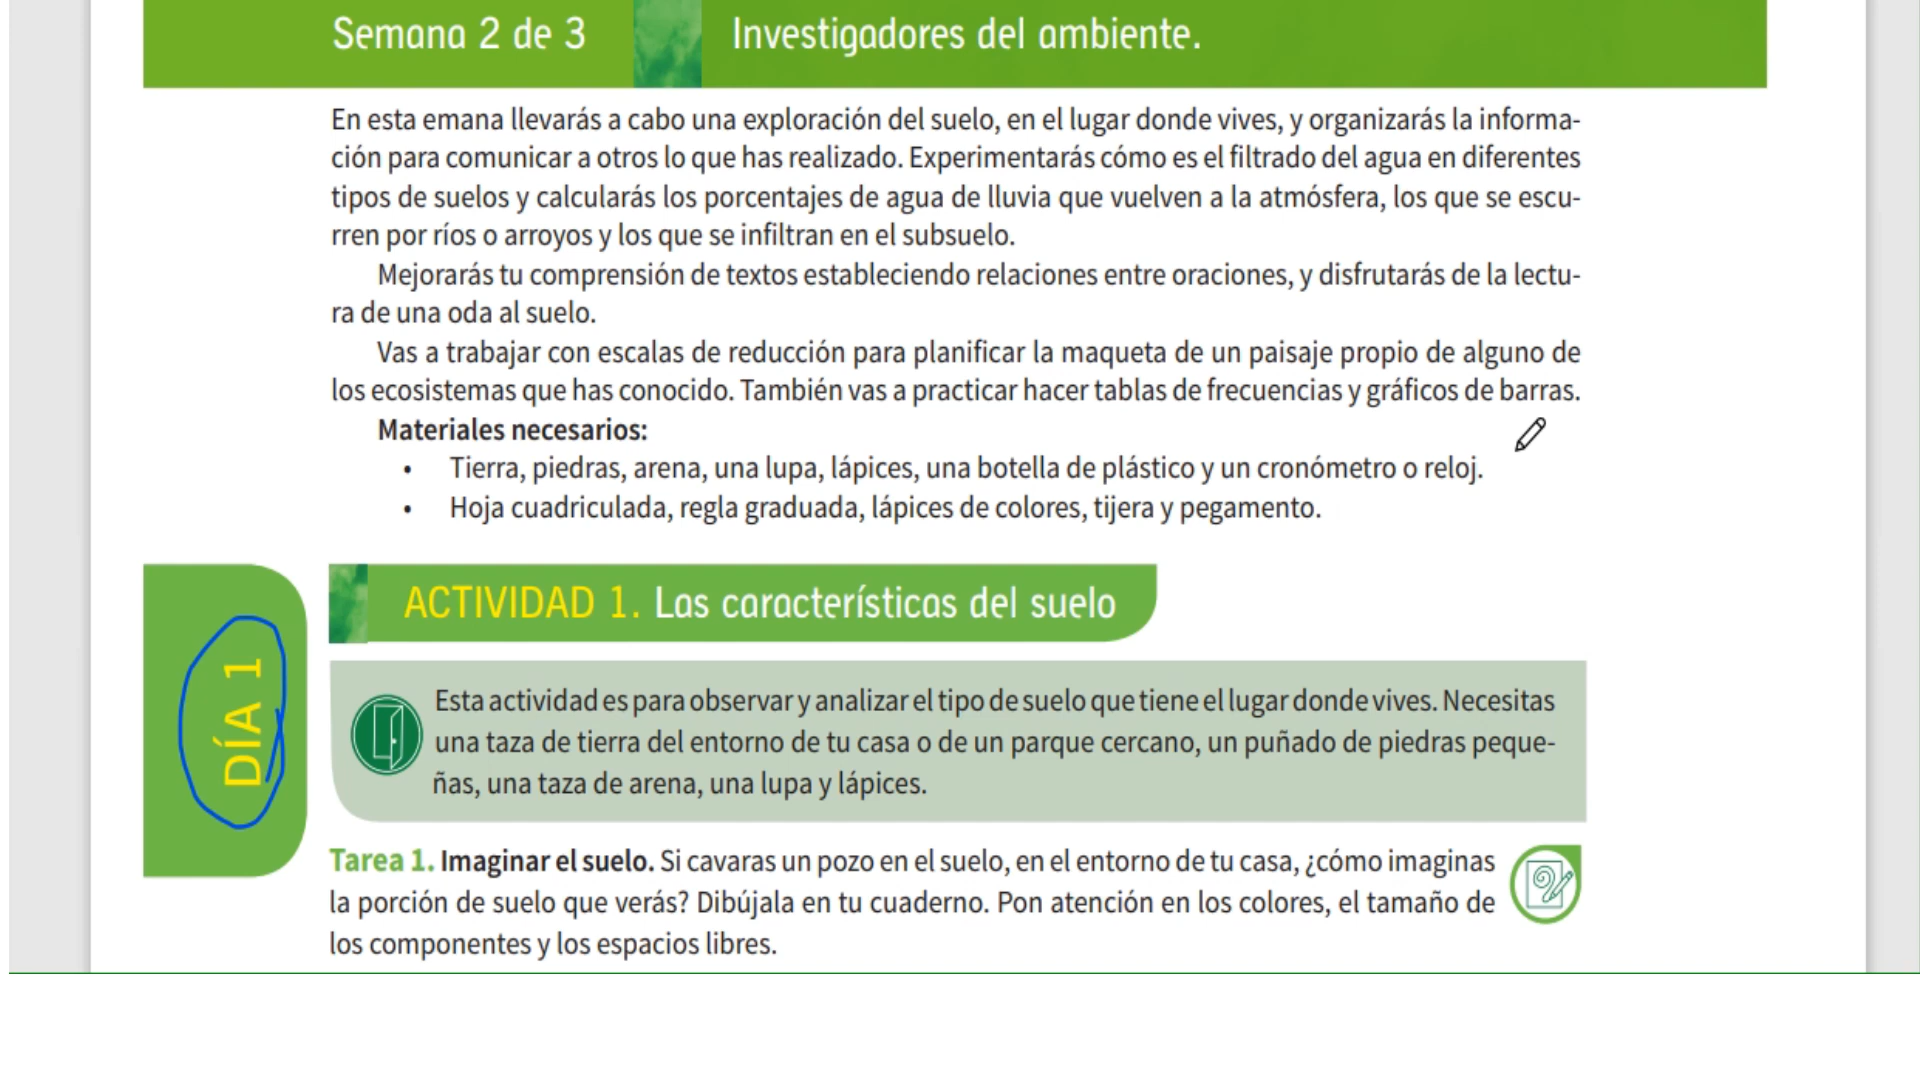 Semana 2 de 3
Investigadores del ambiente.
En esta emana llevarás a cabo una exploración del suelo, en el lugar donde vives, y organizarás la informa-
ción para comunicar a otros lo que has realizado. Experimentarás cómo es el filtrado del agua en diferentes
tipos de suelos y calcularás los porcentajes de agua de lluvia que vuelven a la atmósfera, los que se escu-
rren por ríos o arroyos y los que se infiltran en el subsuelo.
Mejorarás tu comprensión de textos estableciendo relaciones entre oraciones, y disfrutarás de la lectu-
ra de una oda al suelo.
Vas a trabajar con escalas de reducción para planificar la maqueta de un paisaje propio de alguno de
los ecosistemas que has conocido. También vas a practicar hacer tablas de frecuencias y gráficos de barras.
Materiales necesarios:
• Tierra, piedras, arena, una lupa, lápices, una botella de plástico y un cronómetro o reloj.
• Hoja cuadriculada, regla graduada, lápices de colores, tijera y pegamento.
DÍA 1
ACTIVIDAD 1. Las características del suelo
Esta actividad es para observar y analizar el tipo de suelo que tiene el lugar donde vives. Necesitas
una taza de tierra del entorno de tu casa o de un parque cercano, un puñado de piedras peque-
ñas, una taza de arena, una lupa y lápices.
Tarea 1. Imaginar el suelo. Si cavaras un pozo en el suelo, en el entorno de tu casa, ¿cómo imaginas
la porción de suelo que verás? Dibújala en tu cuaderno. Pon atención en los colores, el tamaño de
los componentes y los espacios libres.